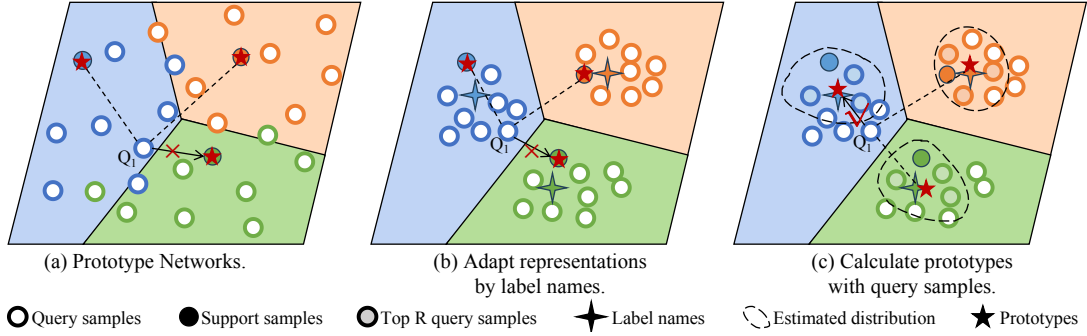 Q1
Q1
Q1
(a) Prototype Networks.
(b) Adapt representations
by label names.
(c) Calculate prototypes
with query samples.
Query samples
Support samples
Top R query samples
Label names
Estimated distribution
Prototypes